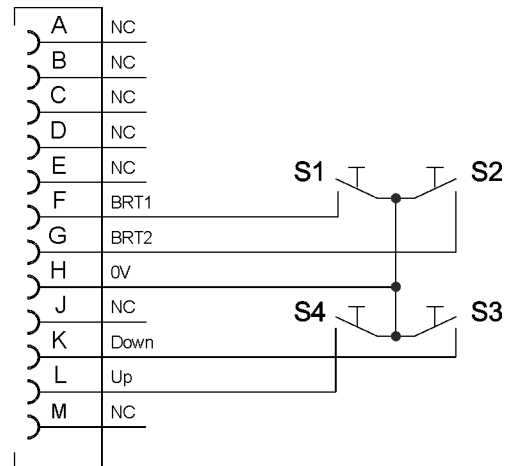 A NC
B NC
C NC
D NC
E NC
S1 S2
F BRT1
G BRT2
H 0V
J NC
S4 S3
K Down
L Up
M NC